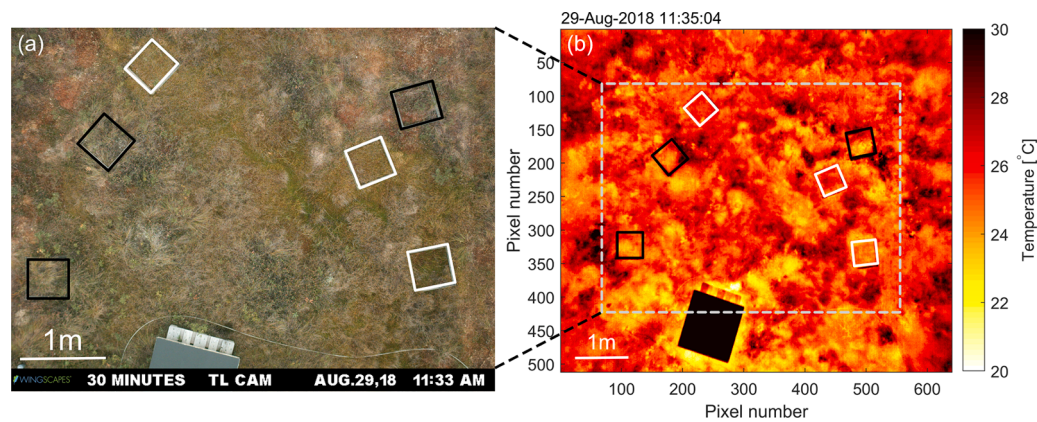 (a)
1m
WINGSCAPES
30 MINUTES TL CAM AUG.29,18 11:33 AM
29-Aug-2018 11:35:04
(b)
50
100
150
200
250
300
350
400
450
500
Pixel number
1m
100 200 300 400 500 600
Pixel number
30
28
26
24
22
20
Temperature [°C]